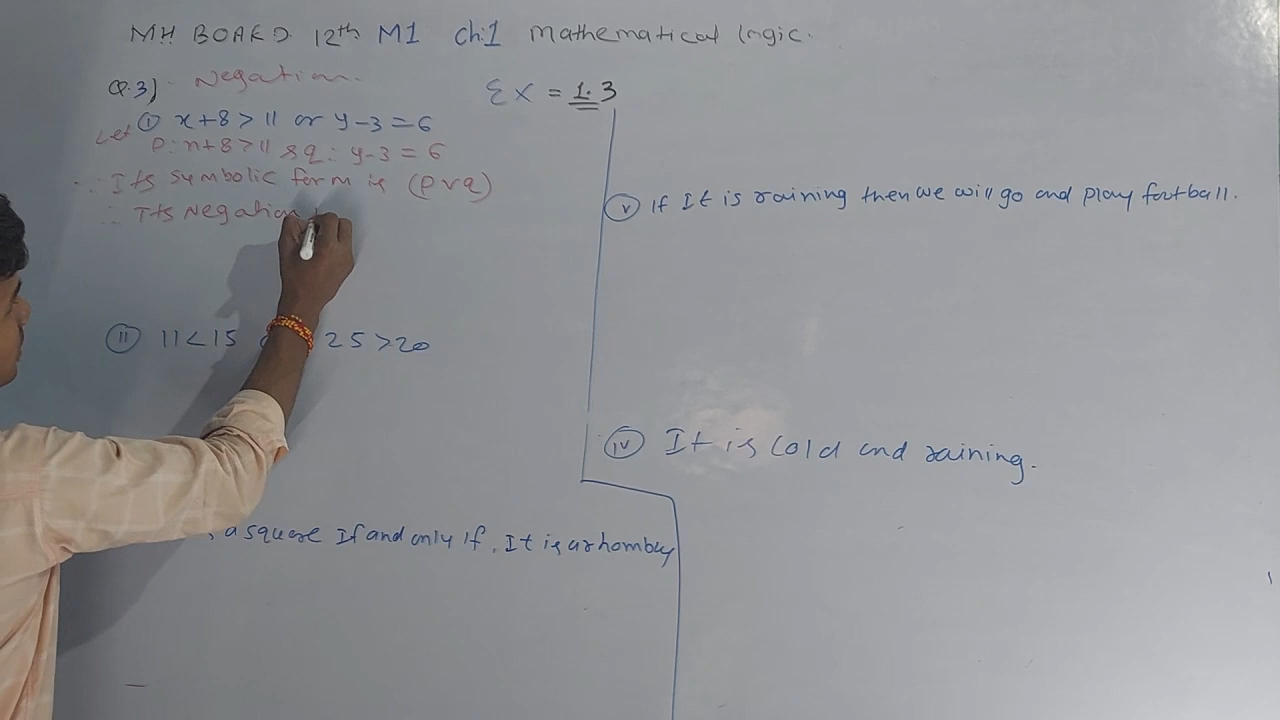 MH BOARD 12th M1 ch:1 Mathematical logic.
Q.3) Negation.
EX = 1.3
Let (i) x+8>11 or y-3=6
p: x+8>11 & q: y-3=6
∴ Its symbolic form is (p∨q)
∴ Its Negation
(ii) 11<15 25>20
a square If and only if, It is a rhombus
(v) If It is raining then we will go and play football.
(iv) It is cold and raining.